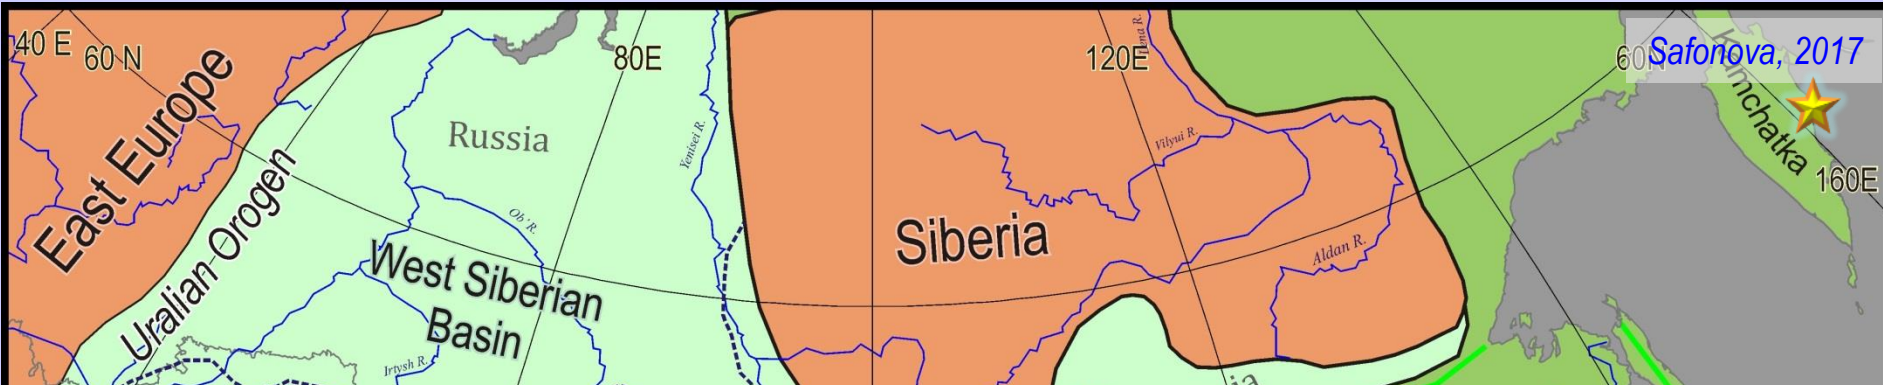 40 E
60 N
80E
120E
60N
Safonova, 2017
Kamchatka
160E
East Europe
Uralian Orogen
Russia
Yenisei R.
Ob' R.
West Siberian
Basin
Irtysh R.
Siberia
Vilyui R.
Aldan R.